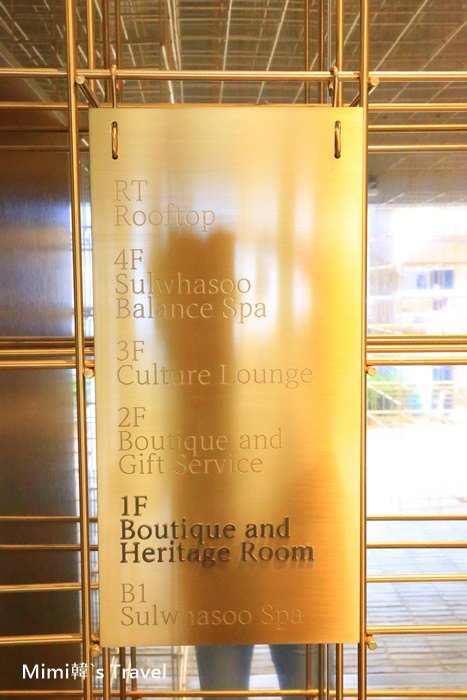 RT
Rooftop
4F
Sulwhasoo
Balance Spa
3F
Culture Lounge
2F
Boutique and
Gift Service
1F
Boutique and
Heritage Room
B1
Sulwhasoo Spa
Mimi韓`s Travel